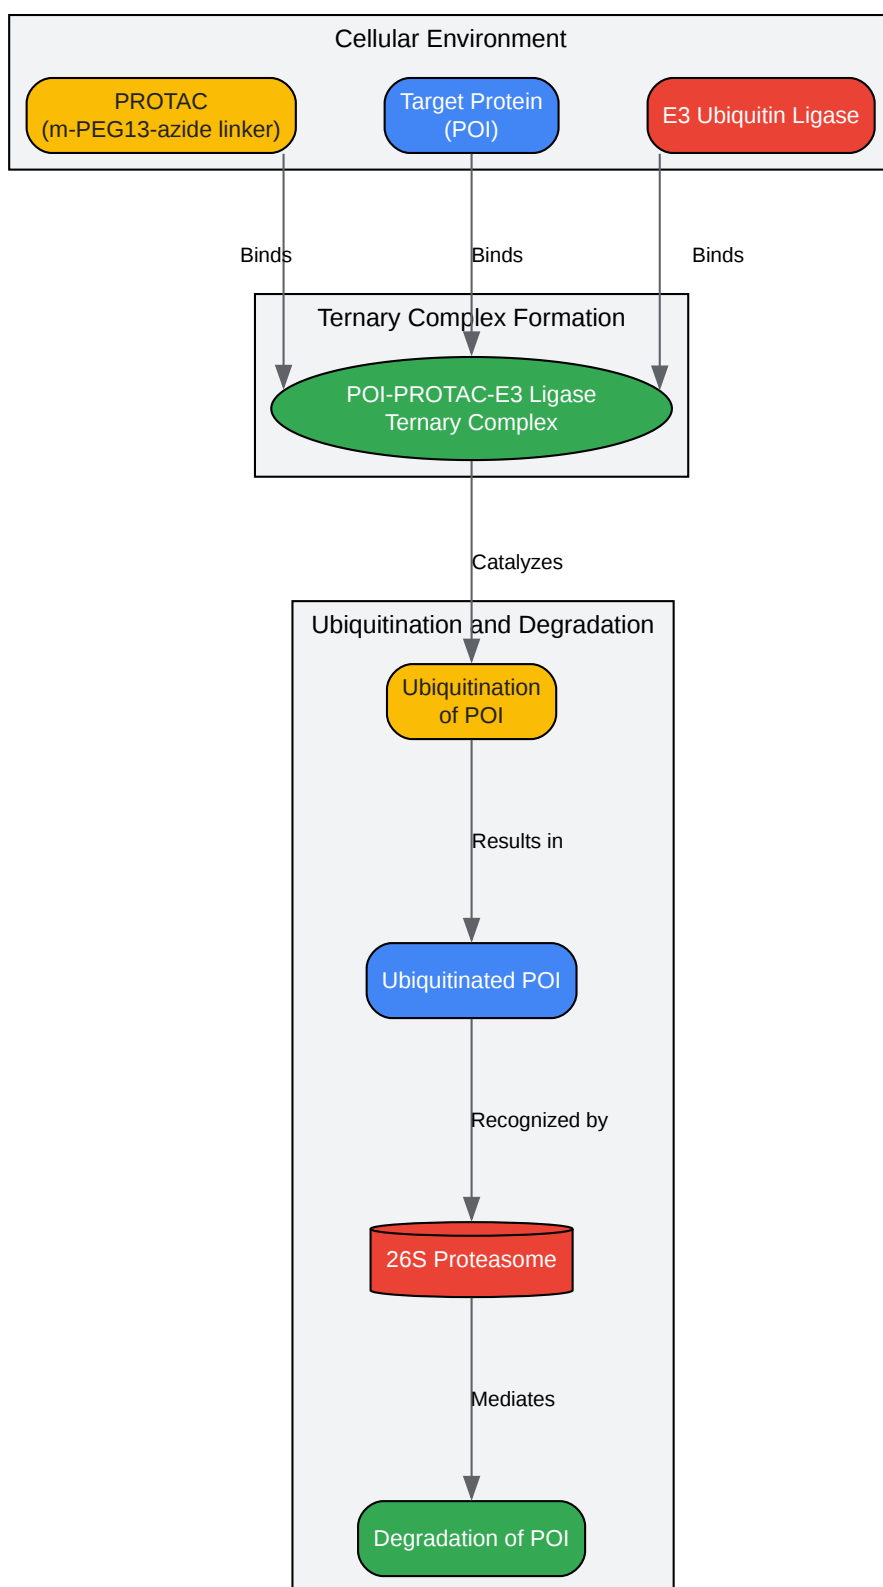 Cellular Environment
PROTAC
(m-PEG13-azide linker)
Target Protein
(POI)
E3 Ubiquitin Ligase
Binds
Binds
Binds
Ternary Complex Formation
POI-PROTAC-E3 Ligase
Ternary Complex
Catalyzes
Ubiquitination and Degradation
Ubiquitination
of POI
Results in
Ubiquitinated POI
Recognized by
26S Proteasome
Mediates
Degradation of POI